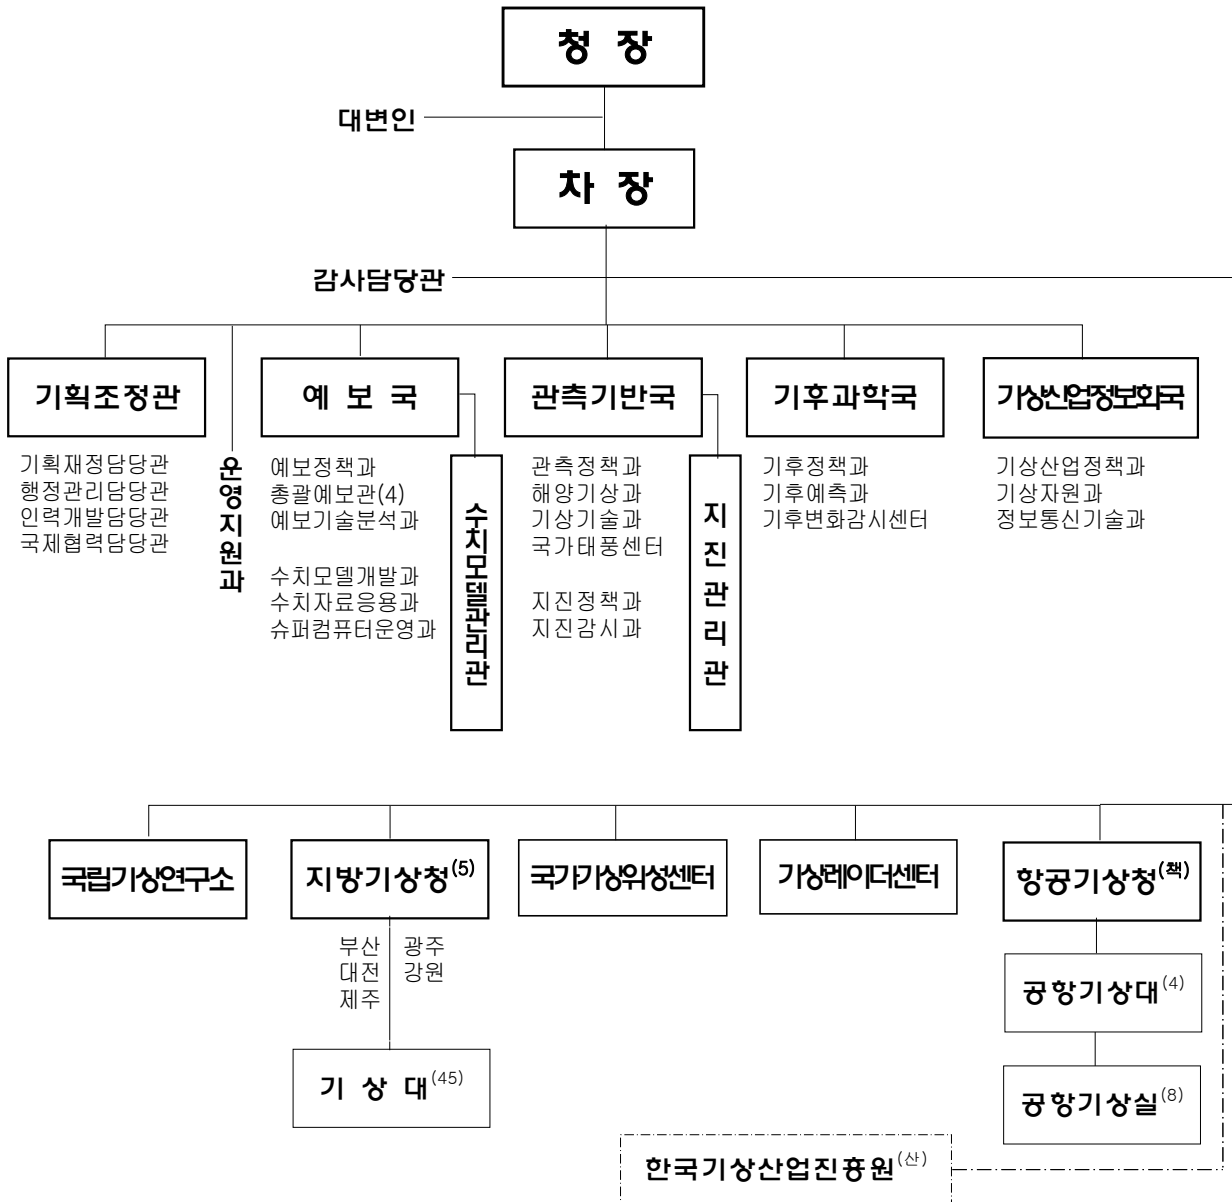 청 장
대변인
차 장
감사담당관
기획조정관
기획재정담당관
행정관리담당관
인력개발담당관
국제협력담당관
운영지원과
예 보 국
예보정책과
총괄예보관(4)
예보기술분석과
수치모델개발과
수치자료응용과
슈퍼컴퓨터운영과
수치모델관리관
관측기반국
관측정책과
해양기상과
기상기술과
국가태풍센터
지진정책과
지진감시과
지진관리관
기후과학국
기후정책과
기후예측과
기후변화감시센터
기상산업정보화국
기상산업정책과
기상자원과
정보통신기술과
국립기상연구소
지방기상청(5)
부산 광주
대전 강원
제주
기 상 대(45)
국가기상위성센터
기상레이더센터
항공기상청(책)
공항기상대(4)
공항기상실(8)
한국기상산업진흥원(산)